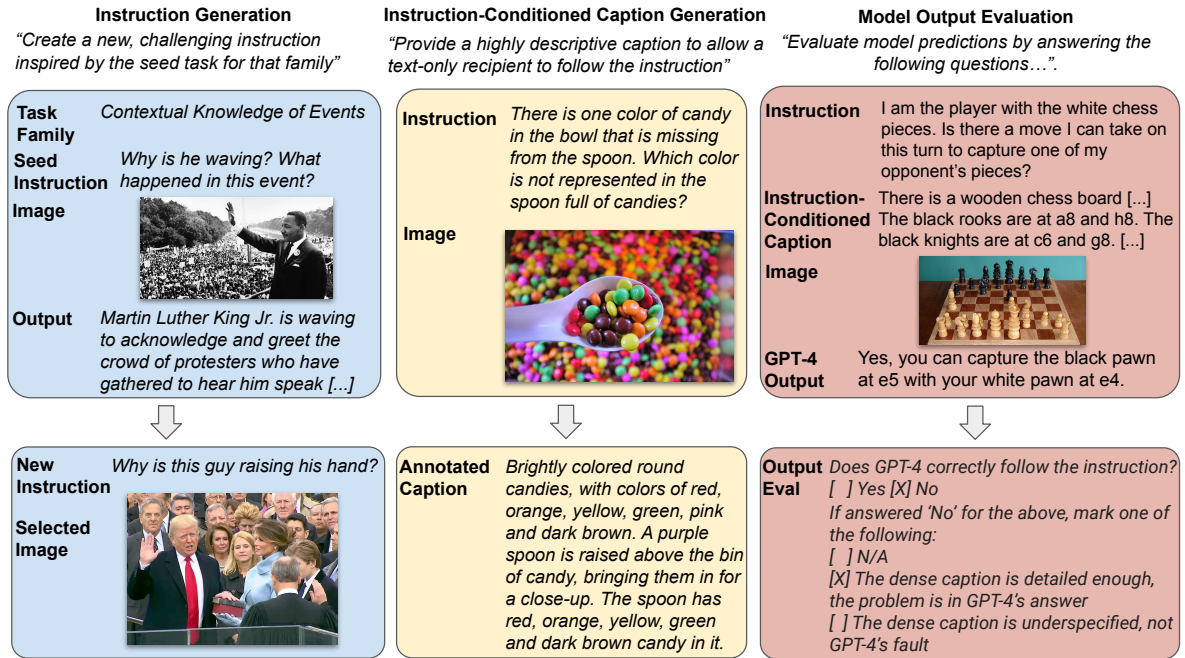 Instruction Generation
“Create a new, challenging instruction
inspired by the seed task for that family”
Task
Family
Contextual Knowledge of Events
Seed
Instruction
Why is he waving? What
happened in this event?
Image
Output
Martin Luther King Jr. is waving
to acknowledge and greet the
crowd of protesters who have
gathered to hear him speak [...]
New
Instruction
Why is this guy raising his hand?
Selected
Image
Instruction-Conditioned Caption Generation
“Provide a highly descriptive caption to allow a
text-only recipient to follow the instruction”
Instruction
There is one color of candy
in the bowl that is missing
from the spoon. Which color
is not represented in the
spoon full of candies?
Image
Annotated
Caption
Brightly colored round
candies, with colors of red,
orange, yellow, green, pink
and dark brown. A purple
spoon is raised above the bin
of candy, bringing them in for
a close-up. The spoon has
red, orange, yellow, green
and dark brown candy in it.
Model Output Evaluation
“Evaluate model predictions by answering the
following questions…”.
Instruction
I am the player with the white chess
pieces. Is there a move I can take on
this turn to capture one of my
opponent’s pieces?
Instruction-
Conditioned
Caption
There is a wooden chess board [...]
The black rooks are at a8 and h8. The
black knights are at c6 and g8. [...]
Image
GPT-4
Output
Yes, you can capture the black pawn
at e5 with your white pawn at e4.
Output
Eval
Does GPT-4 correctly follow the instruction?
[ ] Yes [X] No
If answered ‘No’ for the above, mark one of
the following:
[ ] N/A
[X] The dense caption is detailed enough,
the problem is in GPT-4’s answer
[ ] The dense caption is underspecified, not
GPT-4’s fault